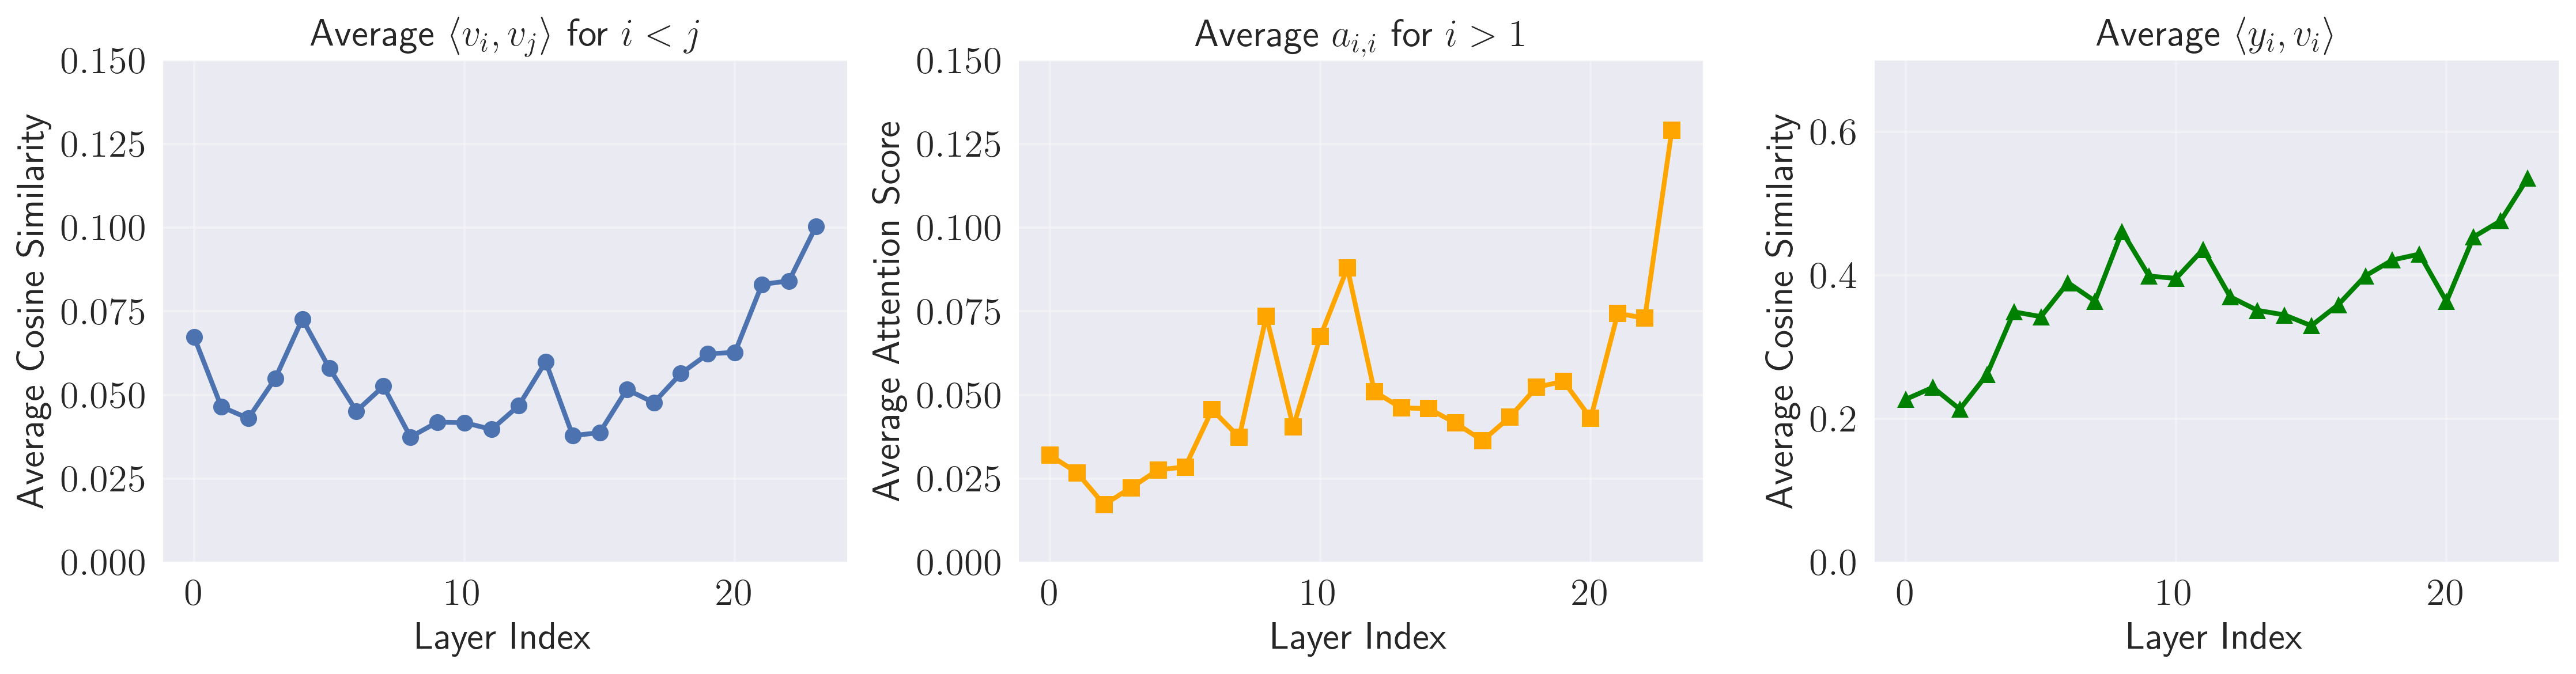 Average ⟨v_i, v_j⟩ for i < j
0.150
0.125
0.100
0.075
0.050
0.025
0.000
Average Cosine Similarity
0 10 20
Layer Index
Average a_{i,i} for i > 1
0.150
0.125
0.100
0.075
0.050
0.025
0.000
Average Attention Score
0 10 20
Layer Index
Average ⟨y_i, v_i⟩
0.6
0.4
0.2
0.0
Average Cosine Similarity
0 10 20
Layer Index